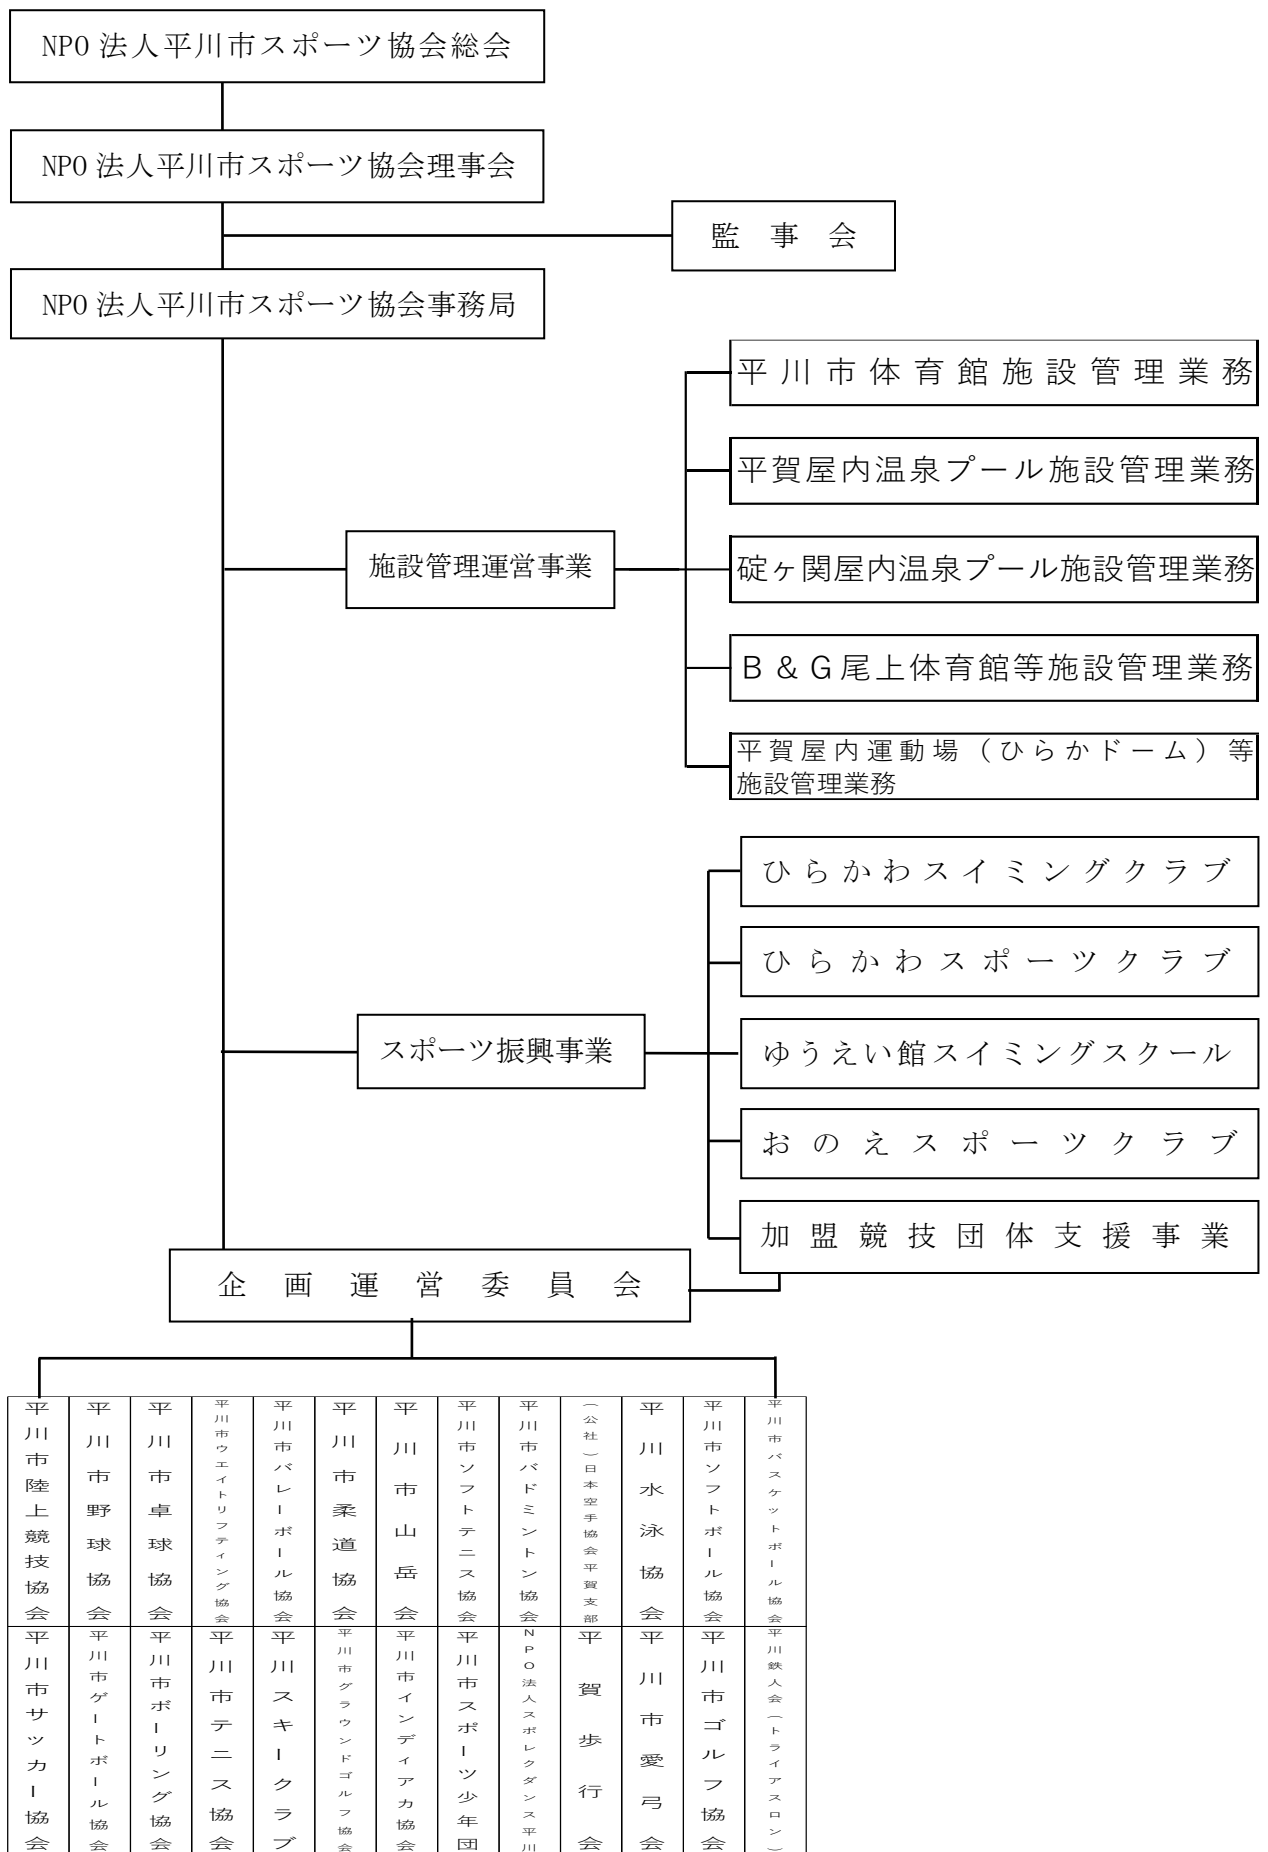 NPO法人平川市スポーツ協会総会
NPO法人平川市スポーツ協会理事会
監事会
NPO法人平川市スポーツ協会事務局
平川市体育館施設管理業務
平賀屋内温泉プール施設管理業務
施設管理運営事業
碇ヶ関屋内温泉プール施設管理業務
B&G尾上体育館等施設管理業務
平賀屋内運動場(ひらかドーム)等
施設管理業務
ひらかわスイミングクラブ
ひらかわスポーツクラブ
スポーツ振興事業
ゆうえい館スイミングスクール
おのえスポーツクラブ
加盟競技団体支援事業
企画運営委員会
平川市陸上競技協会
平川市野球協会
平川市卓球協会
平川市ウエイトリフティング協会
平川市バレーボール協会
平川市柔道協会
平川市山岳会
平川市ソフトテニス協会
平川市バドミントン協会
(公社)日本空手協会平賀支部
平川水泳協会
平川市ソフトボール協会
平川市バスケットボール協会
平川市サッカー協会
平川市ゲートボール協会
平川市ボーリング協会
平川市テニス協会
平川スキークラブ
平川市グラウンドゴルフ協会
平川市インディアカ協会
平川市スポーツ少年団
NPO法人スポレクダンス平川
平賀歩行会
平川市愛弓会
平川市ゴルフ協会
平川鉄人会(トライアスロン)